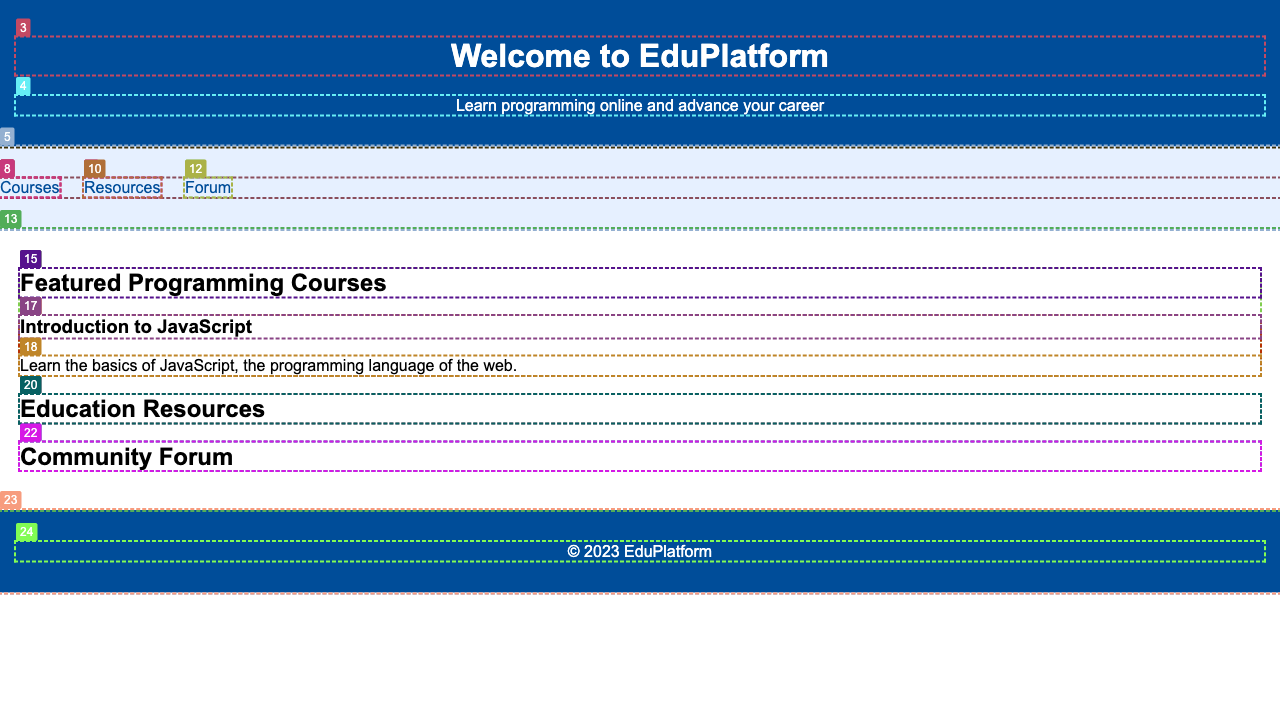 3
Welcome to EduPlatform
4
Learn programming online and advance your career
5
8 10 12
Courses Resources Forum
13
15
Featured Programming Courses
17
Introduction to JavaScript
18
Learn the basics of JavaScript, the programming language of the web.
20
Education Resources
22
Community Forum
23
24
© 2023 EduPlatform